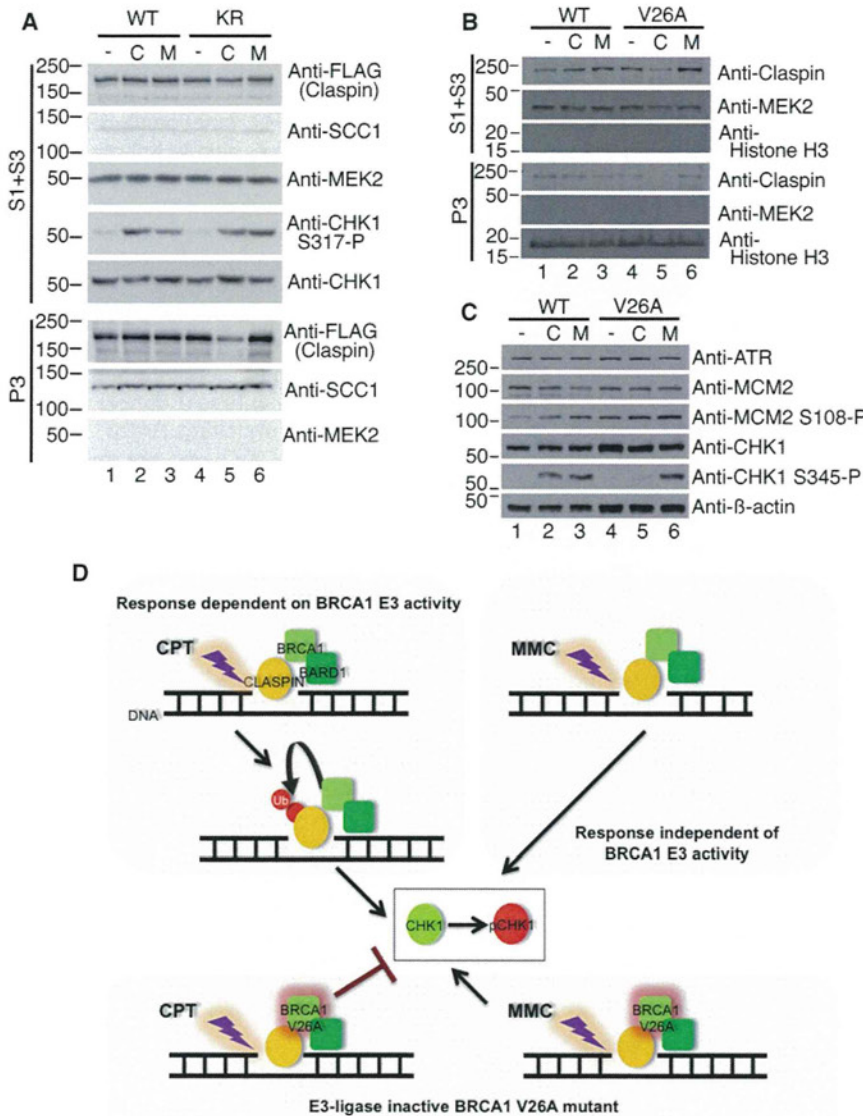 A
WT KR
- C M - C M
S1+S3
250
150
Anti-FLAG
(Claspin)
150
100
Anti-SCC1
50
Anti-MEK2
50
Anti-CHK1
S317-P
50
Anti-CHK1
P3
250
150
Anti-FLAG
(Claspin)
150
100
Anti-SCC1
50
Anti-MEK2
1 2 3 4 5 6
B
WT V26A
- C M - C M
S1+S3
250
Anti-Claspin
50
Anti-MEK2
20
15
Anti-
Histone H3
P3
250
Anti-Claspin
50
Anti-MEK2
20
15
Anti-
Histone H3
1 2 3 4 5 6
C
WT V26A
- C M - C M
250
Anti-ATR
100
Anti-MCM2
100
Anti-MCM2 S108-P
50
Anti-CHK1
50
Anti-CHK1 S345-P
50
Anti-ß-actin
1 2 3 4 5 6
D
Response dependent on BRCA1 E3 activity
CPT
BRCA1
BARD1
CLASPIN
DNA
Ub
MMC
Response independent of
BRCA1 E3 activity
CHK1
pCHK1
CPT
BRCA1
V26A
MMC
BRCA1
V26A
E3-ligase inactive BRCA1 V26A mutant